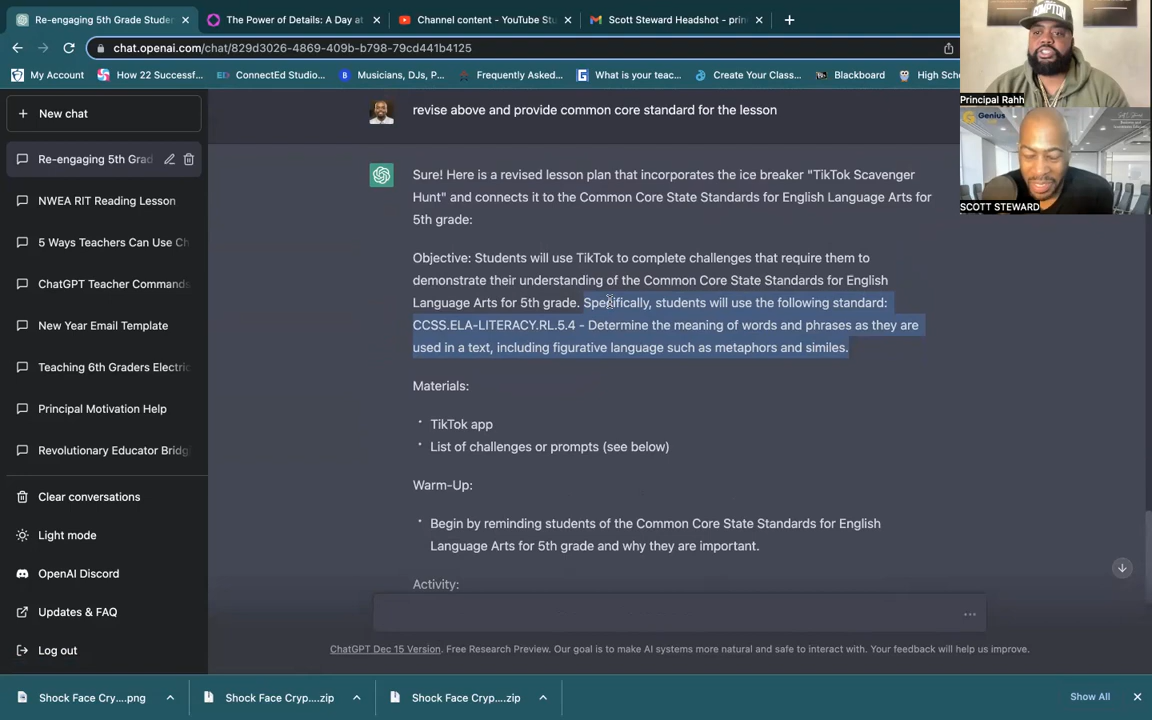 Re-engaging 5th Grade Studen
The Power of Details: A Day at
Channel content - YouTube Stu
Scott Steward Headshot - prin
chat.openai.com/chat/829d3026-4869-409b-b798-79cd441b4125
My Account
How 22 Successf...
ConnectEd Studio...
Musicians, DJs, P...
Frequently Asked...
What is your teac...
Create Your Class...
Blackboard
High Sch
COMPTON
Principal Rahh
Genius
SCOTT STEWARD
New chat
Re-engaging 5th Grad
NWEA RIT Reading Lesson
5 Ways Teachers Can Use Ch
ChatGPT Teacher Commands
New Year Email Template
Teaching 6th Graders Electric
Principal Motivation Help
Revolutionary Educator Bridg
Clear conversations
Light mode
OpenAI Discord
Updates & FAQ
Log out
revise above and provide common core standard for the lesson
Sure! Here is a revised lesson plan that incorporates the ice breaker "TikTok Scavenger
Hunt" and connects it to the Common Core State Standards for English Language Arts for
5th grade:
Objective: Students will use TikTok to complete challenges that require them to
demonstrate their understanding of the Common Core State Standards for English
Language Arts for 5th grade. Specifically, students will use the following standard:
CCSS.ELA-LITERACY.RL.5.4 - Determine the meaning of words and phrases as they are
used in a text, including figurative language such as metaphors and similes.
Materials:
• TikTok app
• List of challenges or prompts (see below)
Warm-Up:
• Begin by reminding students of the Common Core State Standards for English
Language Arts for 5th grade and why they are important.
Activity:
ChatGPT Dec 15 Version. Free Research Preview. Our goal is to make AI systems more natural and safe to interact with. Your feedback will help us improve.
Shock Face Cryp....png
Shock Face Cryp....zip
Shock Face Cryp....zip
Show All